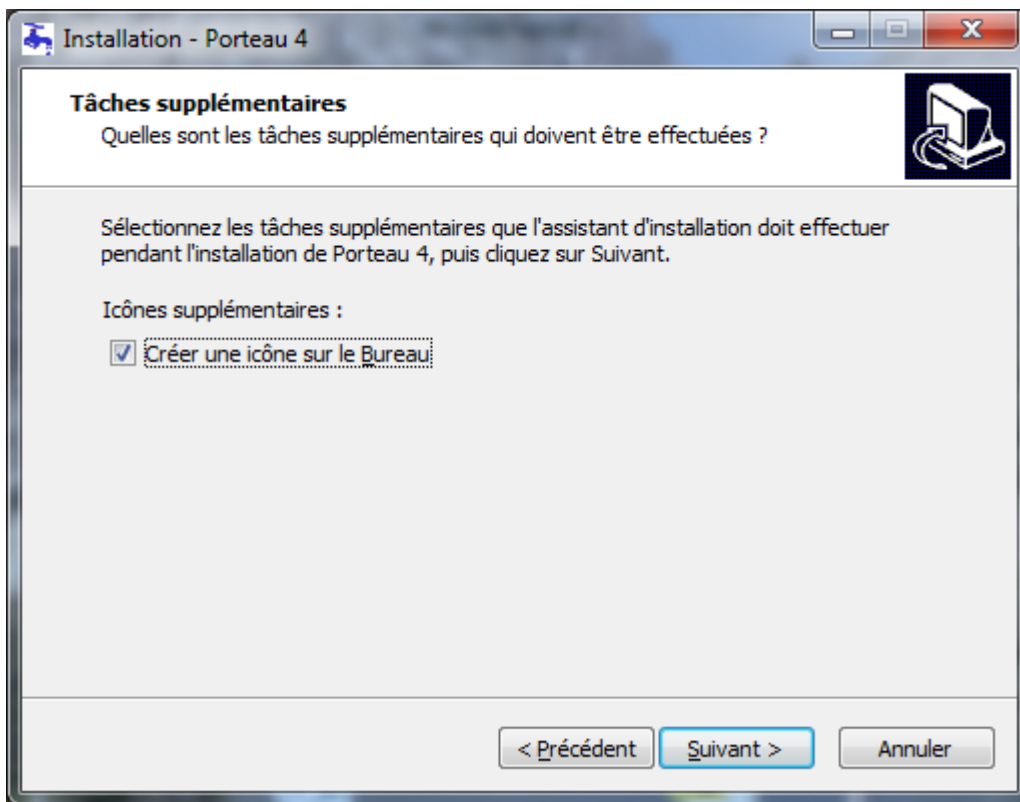 Installation - Porteau 4
Tâches supplémentaires
Quelles sont les tâches supplémentaires qui doivent être effectuées ?
Sélectionnez les tâches supplémentaires que l'assistant d'installation doit effectuer
pendant l'installation de Porteau 4, puis cliquez sur Suivant.
Icônes supplémentaires :
Créer une icône sur le Bureau
< Précédent
Suivant >
Annuler